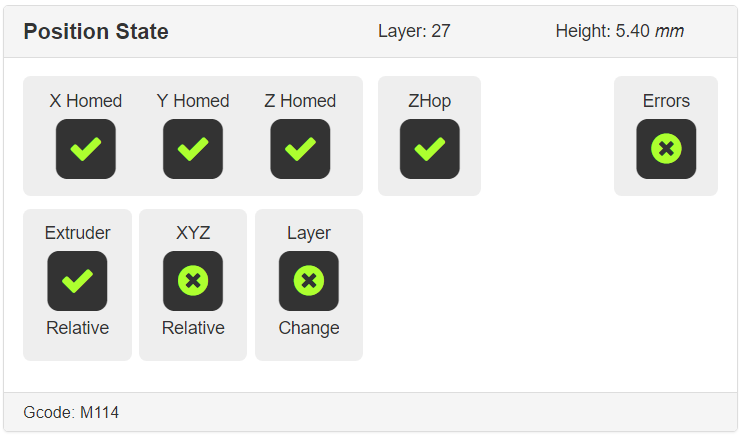 Position State Layer: 27 Height: 5.40 mm
X Homed Y Homed Z Homed ZHop Errors
Extruder XYZ Layer
Relative Relative Change
Gcode: M114